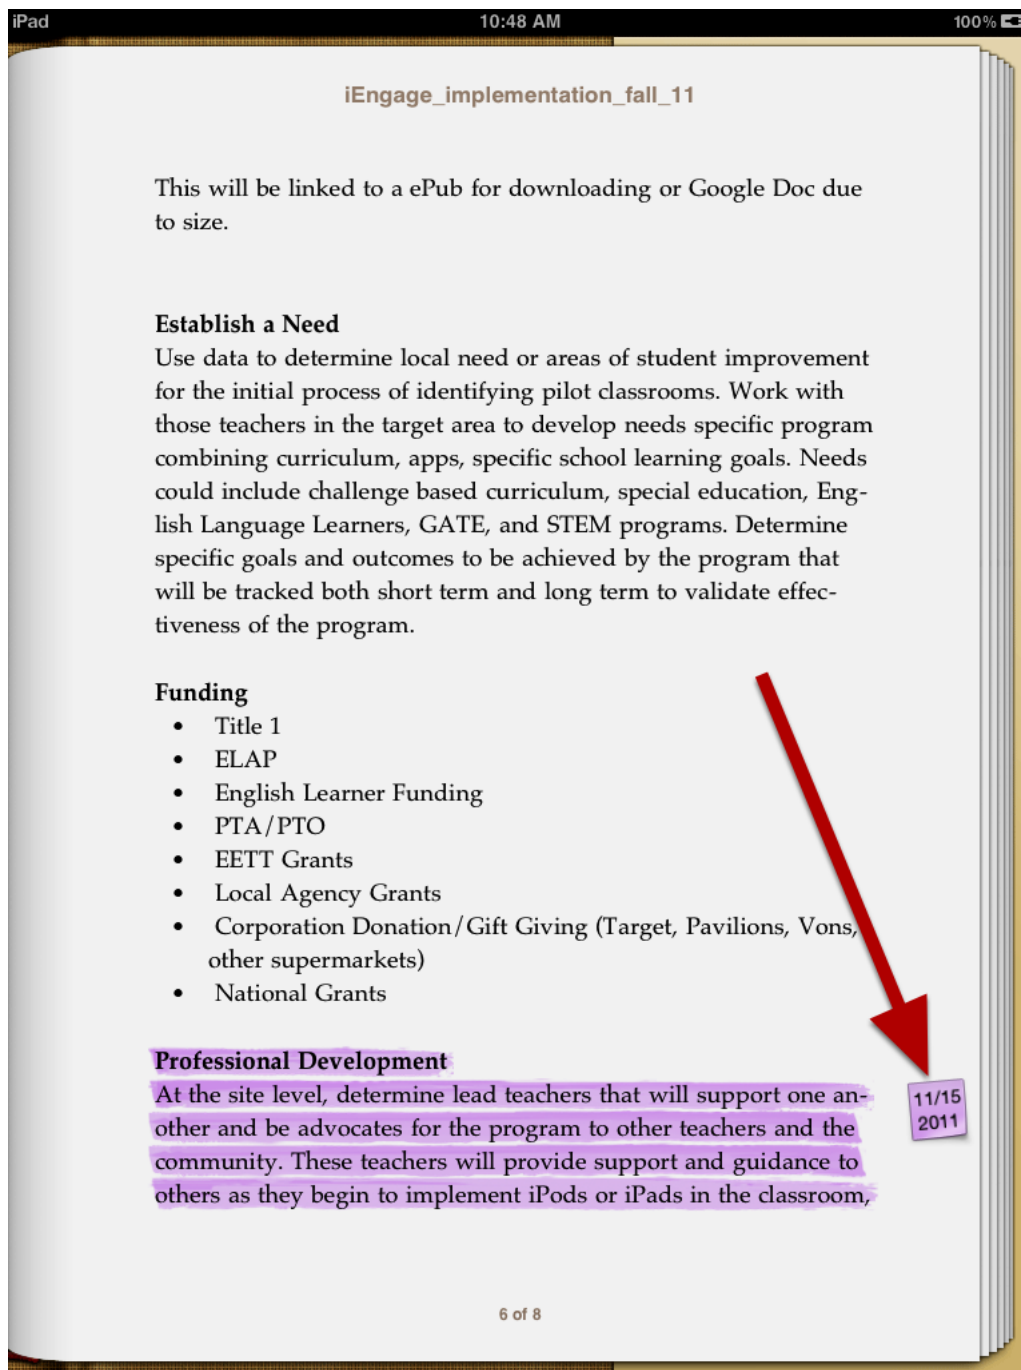 iPad 10:48 AM 100%
iEngage_implementation_fall_11
This will be linked to a ePub for downloading or Google Doc due
to size.
Establish a Need
Use data to determine local need or areas of student improvement
for the initial process of identifying pilot classrooms. Work with
those teachers in the target area to develop needs specific program
combining curriculum, apps, specific school learning goals. Needs
could include challenge based curriculum, special education, Eng-
lish Language Learners, GATE, and STEM programs. Determine
specific goals and outcomes to be achieved by the program that
will be tracked both short term and long term to validate effec-
tiveness of the program.
Funding
• Title 1
• ELAP
• English Learner Funding
• PTA/PTO
• EETT Grants
• Local Agency Grants
• Corporation Donation/Gift Giving (Target, Pavilions, Vons,
other supermarkets)
• National Grants
Professional Development
At the site level, determine lead teachers that will support one an-
other and be advocates for the program to other teachers and the
community. These teachers will provide support and guidance to
others as they begin to implement iPods or iPads in the classroom,
11/15
2011
6 of 8